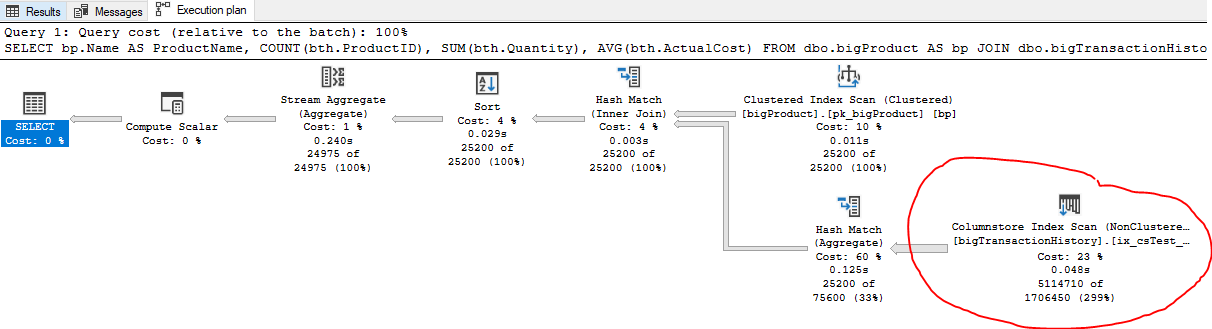 Results Messages Execution plan
Query 1: Query cost (relative to the batch): 100%
SELECT bp.Name AS ProductName, COUNT(bth.ProductID), SUM(bth.Quantity), AVG(bth.ActualCost) FROM dbo.bigProduct AS bp JOIN dbo.bigTransactionHisto
SELECT
Cost: 0 %
Compute Scalar
Cost: 0 %
Stream Aggregate
(Aggregate)
Cost: 1 %
0.240s
24975 of
24975 (100%)
Sort
Cost: 4 %
0.029s
25200 of
25200 (100%)
Hash Match
(Inner Join)
Cost: 4 %
0.003s
25200 of
25200 (100%)
Clustered Index Scan (Clustered)
[bigProduct].[pk_bigProduct] [bp]
Cost: 10 %
0.011s
25200 of
25200 (100%)
Hash Match
(Aggregate)
Cost: 60 %
0.125s
25200 of
75600 (33%)
Columnstore Index Scan (NonClustere…
[bigTransactionHistory].[ix_csTest_…
Cost: 23 %
0.048s
5114710 of
1706450 (299%)